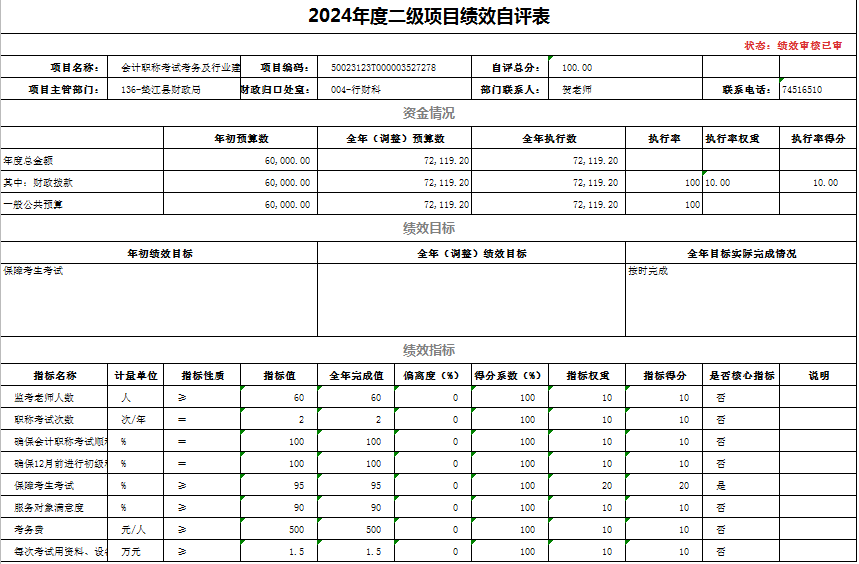 2024年度二级项目绩效自评表
状态：绩效审核已审
项目名称： 会计职称考试考务及行业建 项目编码： 50023123T000003527278 自评总分： 100.00
项目主管部门： 136-垫江县财政局 财政归口处室： 004-行财科 部门联系人： 贺老师 联系电话： 74516510
资金情况
年初预算数 全年（调整）预算数 全年执行数 执行率 执行率权重 执行率得分
年度总金额 60,000.00 72,119.20 72,119.20
其中：财政拨款 60,000.00 72,119.20 72,119.20 100 10.00 10.00
一般公共预算 60,000.00 72,119.20 72,119.20 100
绩效目标
年初绩效目标 全年（调整）绩效目标 全年目标实际完成情况
保障考生考试 按时完成
绩效指标
指标名称 计量单位 指标性质 指标值 全年完成值 偏离度（%） 得分系数（%） 指标权重 指标得分 是否核心指标 说明
监考老师人数 人 ≥ 60 60 0 100 10 10 否
职称考试次数 次/年 ＝ 2 2 0 100 10 10 否
确保会计职称考试顺利 % ＝ 100 100 0 100 10 10 否
确保12月前进行初级 % ＝ 100 100 0 100 10 10 否
保障考生考试 % ≥ 95 95 0 100 20 20 是
服务对象满意度 % ≥ 90 90 0 100 10 10 否
考务费 元/人 ≥ 500 500 0 100 10 10 否
每次考试用资料、设备 万元 ≥ 1.5 1.5 0 100 10 10 否